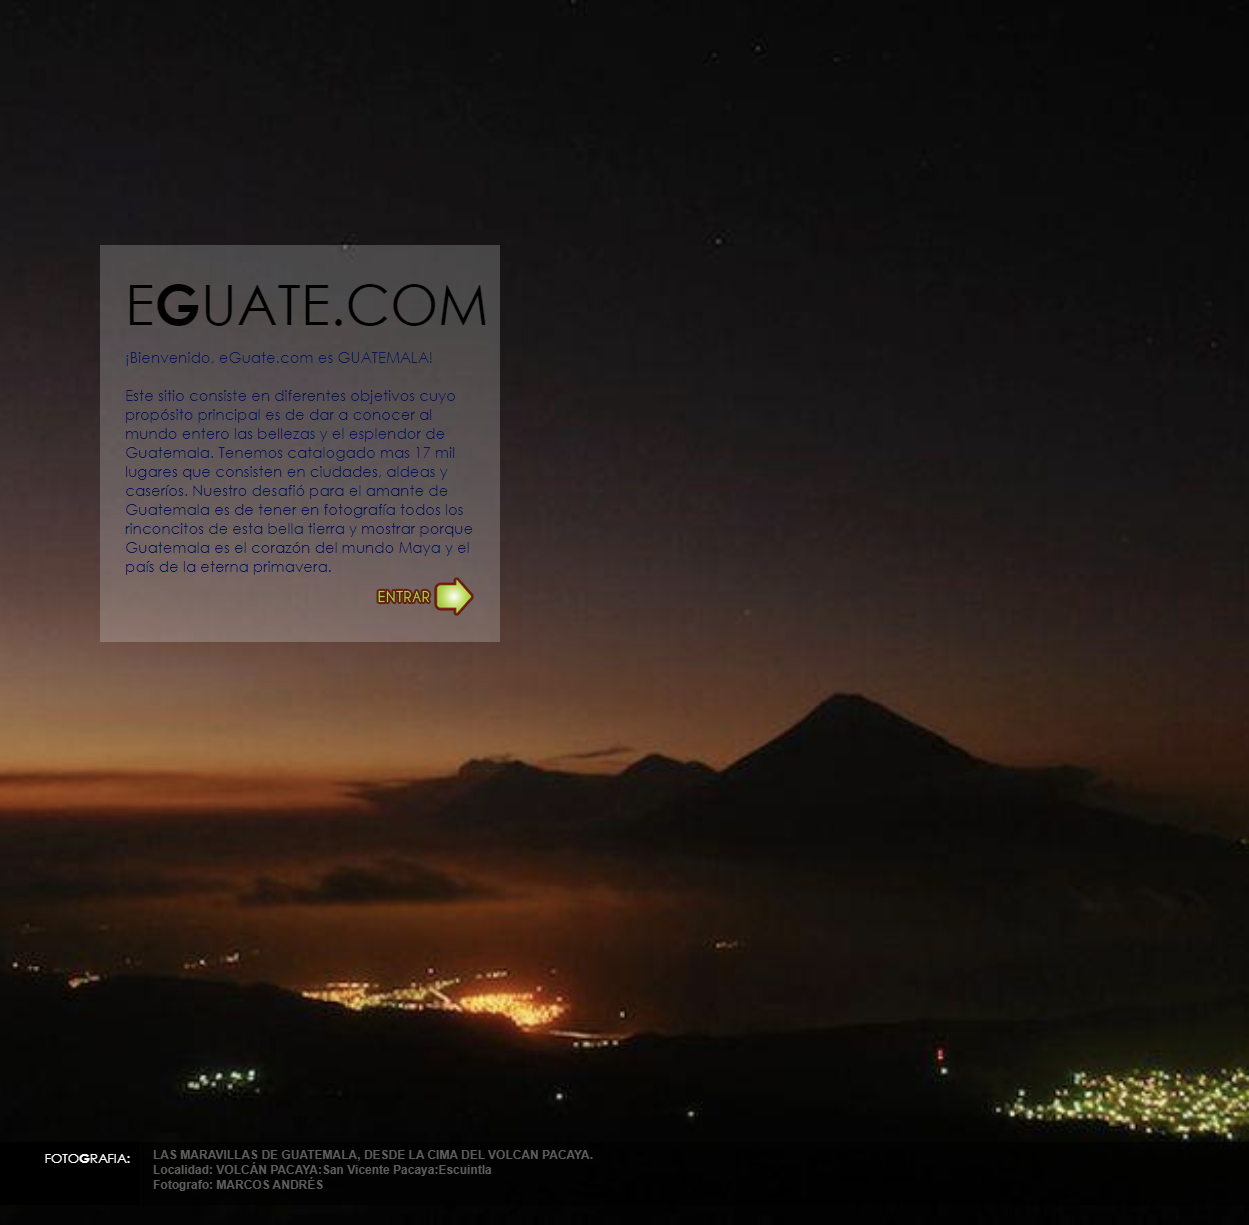 EGUATE.COM
¡Bienvenido, eGuate.com es GUATEMALA!
Este sitio consiste en diferentes objetivos cuyo
propósito principal es de dar a conocer al
mundo entero las bellezas y el esplendor de
Guatemala. Tenemos catalogado mas 17 mil
lugares que consisten en ciudades, aldeas y
caseríos. Nuestro desafió para el amante de
Guatemala es de tener en fotografía todos los
rinconcitos de esta bella tierra y mostrar porque
Guatemala es el corazón del mundo Maya y el
país de la eterna primavera.
ENTRAR
FOTOGRAFIA:
LAS MARAVILLAS DE GUATEMALA, DESDE LA CIMA DEL VOLCAN PACAYA.
Localidad: VOLCÁN PACAYA:San Vicente Pacaya:Escuintla
Fotografo: MARCOS ANDRÉS